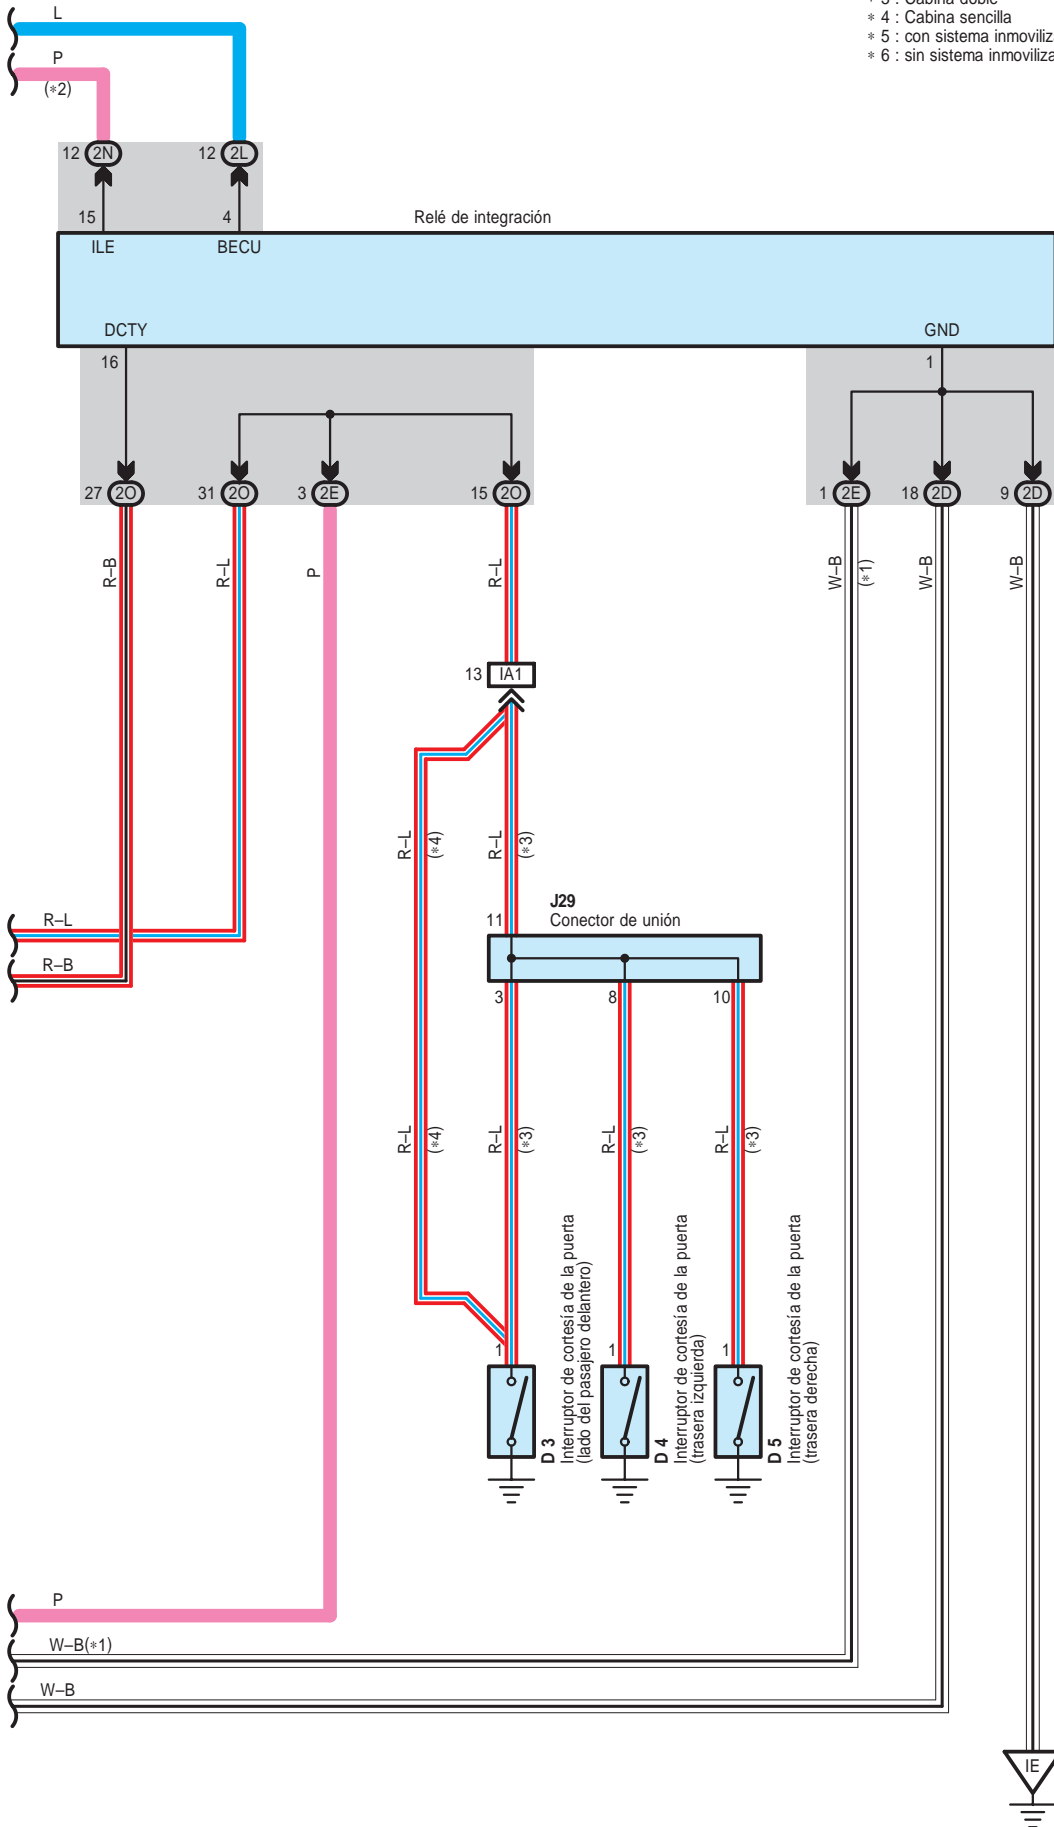 * 4 : Cabina sencilla
* 5 : con sistema
* 6 : sin sistema
L
P
(*2)
12 2N
12 2L
15
4
Relé de integración
ILE
BECU
DCTY
GND
16
1
27 2O
31 2O
3 2E
15 2O
1 2E
18 2D
9 2D
R–B
R–L
P
R–L
W–B
(*1)
W–B
W–B
13 IA1
R–L
(*4)
R–L
(*3)
J29
11
Conector de unión
R–L
R–B
3
8
10
R–L
(*4)
R–L
(*3)
R–L
(*3)
R–L
(*3)
1
1
1
D 3
Interruptor de cortesía de la puerta
(lado del pasajero delantero)
D 4
Interruptor de cortesía de la puerta
(trasera izquierda)
D 5
Interruptor de cortesía de la puerta
(trasera derecha)
P
W–B(*1)
W–B
IE